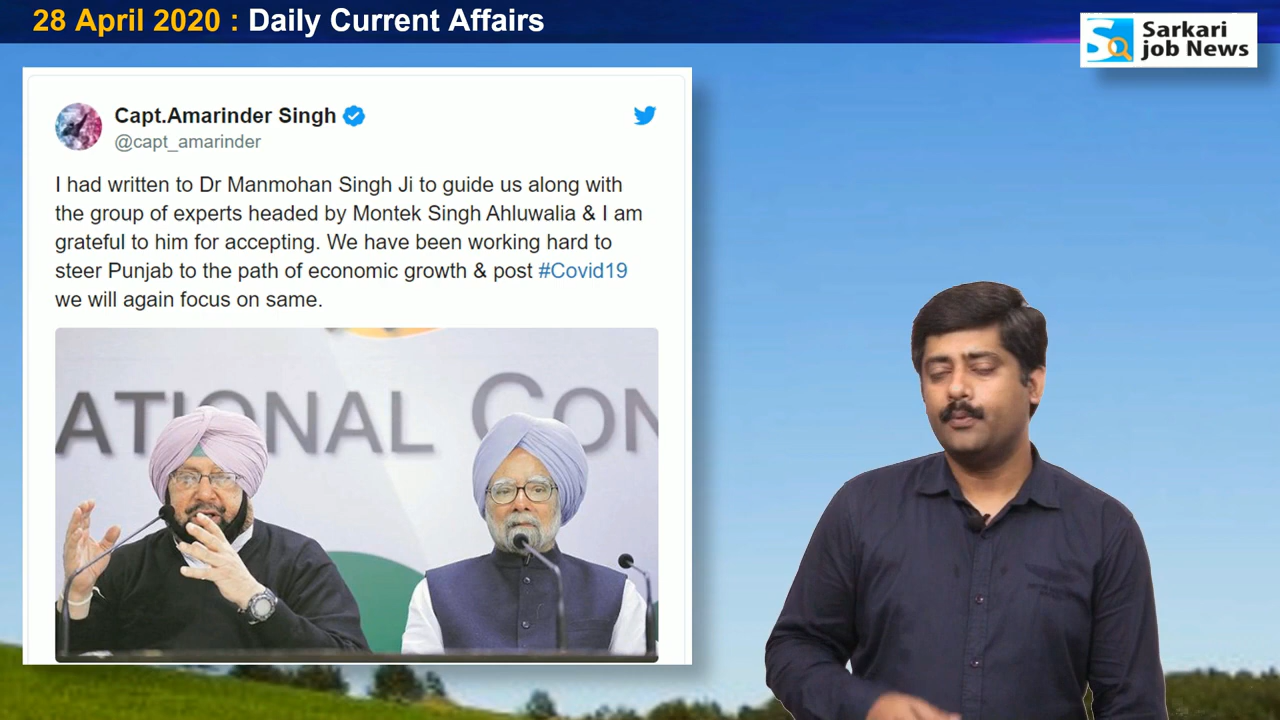 28 April 2020 : Daily Current Affairs
Sarkari
job News
Capt.Amarinder Singh
@capt_amarinder
I had written to Dr Manmohan Singh Ji to guide us along with
the group of experts headed by Montek Singh Ahluwalia & I am
grateful to him for accepting. We have been working hard to
steer Punjab to the path of economic growth & post #Covid19
we will again focus on same.
ATIONAL CON